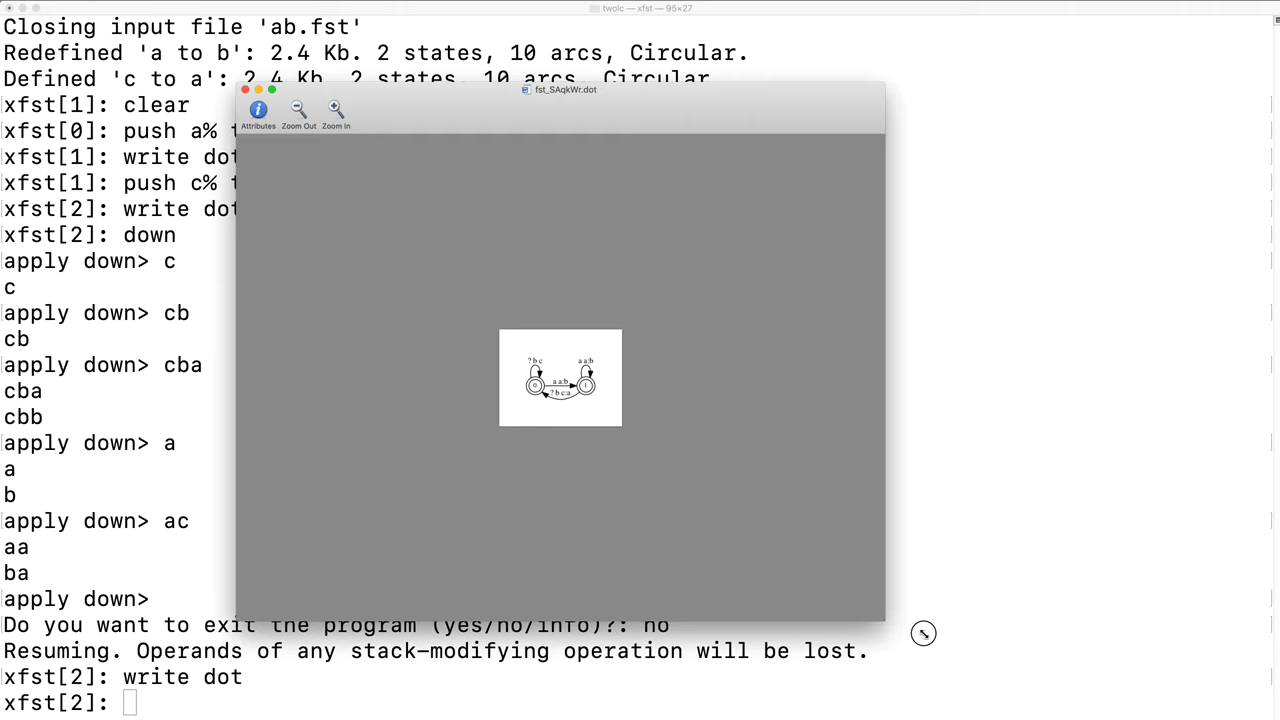 twolc — xfst — 95×27
Closing input file 'ab.fst'
Redefined 'a to b': 2.4 Kb. 2 states, 10 arcs, Circular.
Defined 'c to a': 2.4 Kb. 2 states, 10 arcs, Circular.
xfst[1]: clear
xfst[0]: push a% t
xfst[1]: write dot
xfst[1]: push c% t
xfst[2]: write dot
xfst[2]: down
apply down> c
c
apply down> cb
cb
apply down> cba
cba
cbb
apply down> a
a
b
apply down> ac
aa
ba
apply down>
Do you want to exit the program (yes/no/info)?: no
Resuming. Operands of any stack-modifying operation will be lost.
xfst[2]: write dot
xfst[2]:
fst_SAqkWr.dot
Attributes Zoom Out Zoom In
? b c a a:b
a a:b
0 1
? b c:a